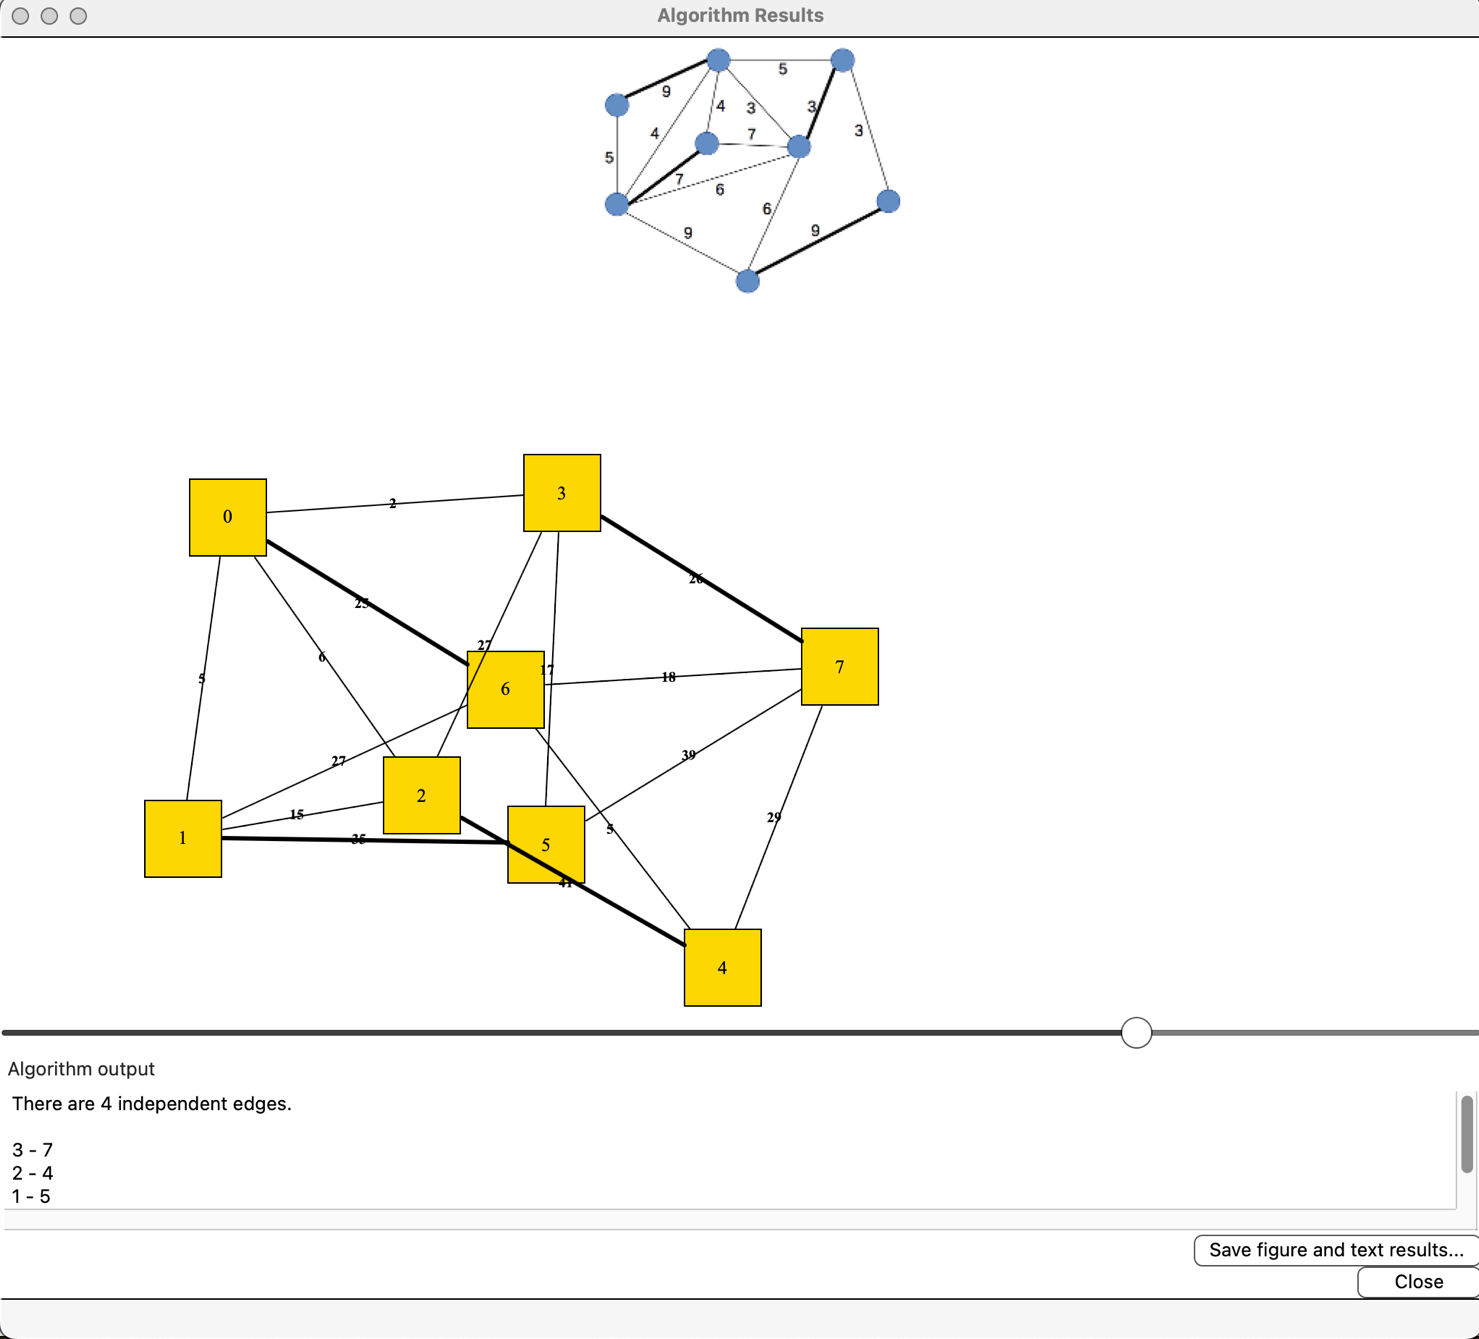 Algorithm Results
5
9
4 3 3
4 7 3
5
7
6
6
9 9
3
0
2
26
25
27
6
17
7
5
6 18
39
27
2
15
29
5
1
35
5
41
4
Algorithm output
There are 4 independent edges.
3 - 7
2 - 4
1 - 5
Save figure and text results...
Close